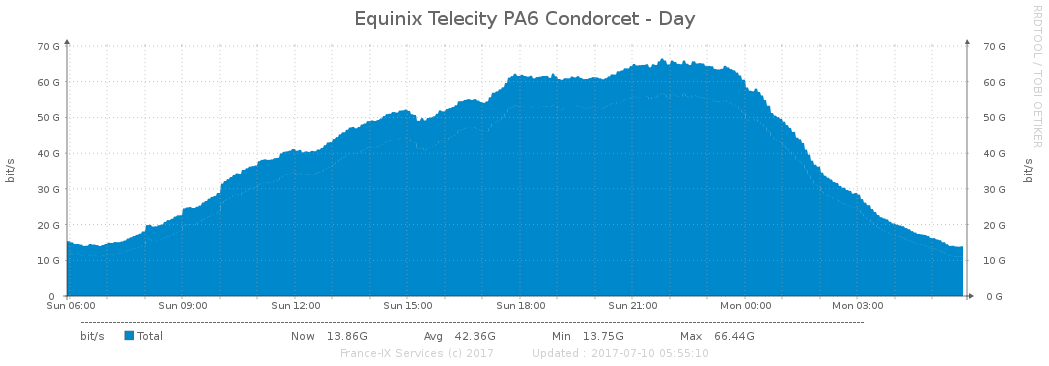 Equinix Telecity PA6 Condorcet - Day
RRDTOOL / TOBI OETIKER
bit/s
70 G
60 G
50 G
40 G
30 G
20 G
10 G
0
70 G
60 G
50 G
40 G
30 G
20 G
10 G
0 G
bit/s
Sun 06:00 Sun 09:00 Sun 12:00 Sun 15:00 Sun 18:00 Sun 21:00 Mon 00:00 Mon 03:00
bit/s Total Now 13.86G Avg 42.36G Min 13.75G Max 66.44G
France-IX Services (c) 2017 Updated : 2017-07-10 05:55:10